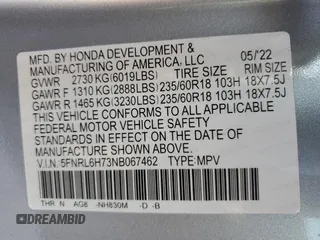 MFD. BY HONDA DEVELOPMENT &
MANUFACTURING OF AMERICA, LLC 05/'22
GVWR 2730 KG(6019LBS) TIRE SIZE RIM SIZE
GAWR F 1310 KG(2888LBS) 235/60R18 103H 18X7.5J
GAWR R 1465 KG(3230LBS) 235/60R18 103H 18X7.5J
THIS VEHICLE CONFORMS TO ALL APPLICABLE
FEDERAL MOTOR VEHICLE SAFETY
STANDARDS IN EFFECT ON THE DATE OF
MANUFACTURE SHOWN ABOVE.
V.I.N: 5FNRL6H73NB067462 TYPE:MPV
N AG8 -NH830M -D -B
DREAMBID